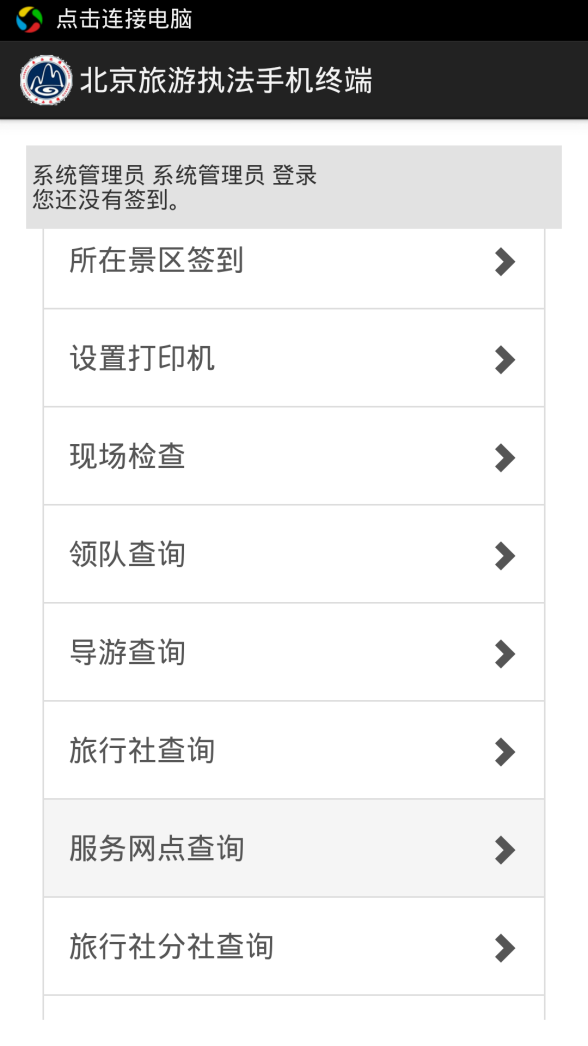 点击连接电脑
北京旅游执法手机终端
系统管理员 系统管理员 登录
您还没有签到。
所在景区签到
设置打印机
现场检查
领队查询
导游查询
旅行社查询
服务网点查询
旅行社分社查询